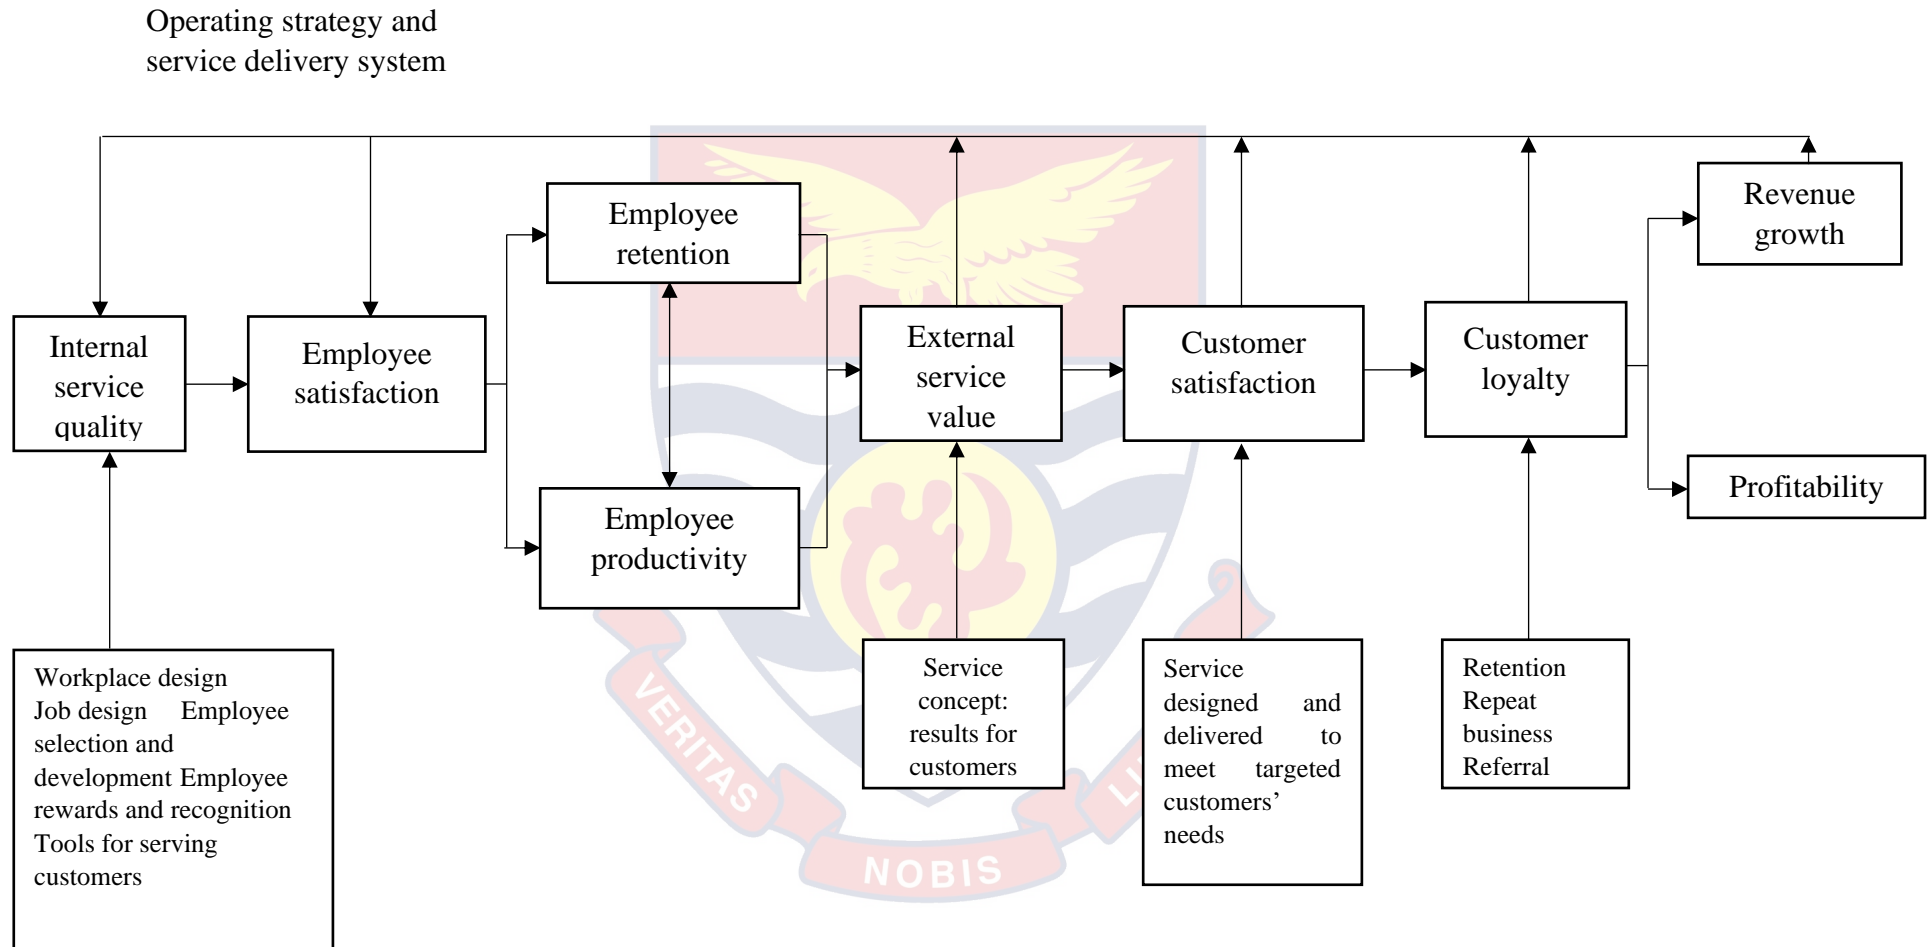 Operating strategy and
service delivery system
Employee
retention
Revenue
growth
Internal
service
quality
Employee
satisfaction
External
service
value
Customer
satisfaction
Customer
loyalty
Employee
productivity
Profitability
Workplace design
Job design Employee
selection and
development Employee
rewards and recognition
Tools for serving
customers
Service
concept:
results for
customers
Service
designed and
delivered to
meet targeted
customers’
needs
Retention
Repeat
business
Referral
VERITAS
NOBIS